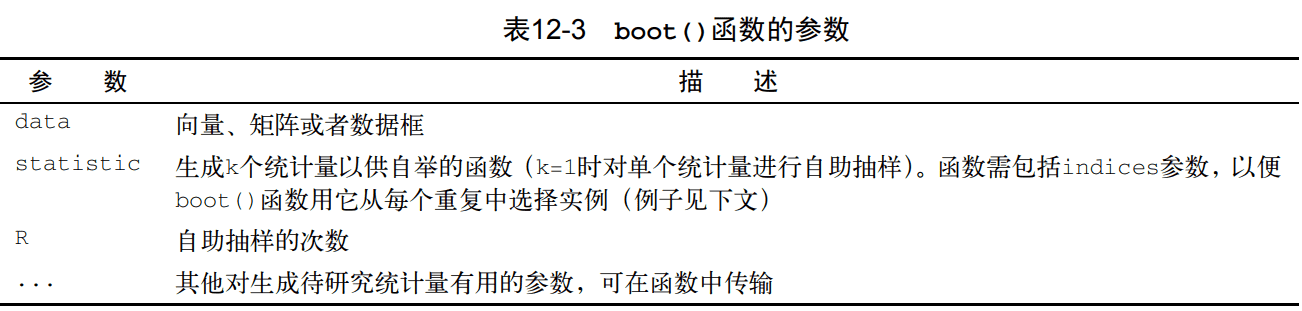 表12-3 boot()函数的参数
参 数 描 述
data 向量、矩阵或者数据框
statistic 生成k个统计量以供自举的函数（k=1时对单个统计量进行自助抽样）。函数需包括indices参数，以便
boot()函数用它从每个重复中选择实例（例子见下文）
R 自助抽样的次数
... 其他对生成待研究统计量有用的参数，可在函数中传输